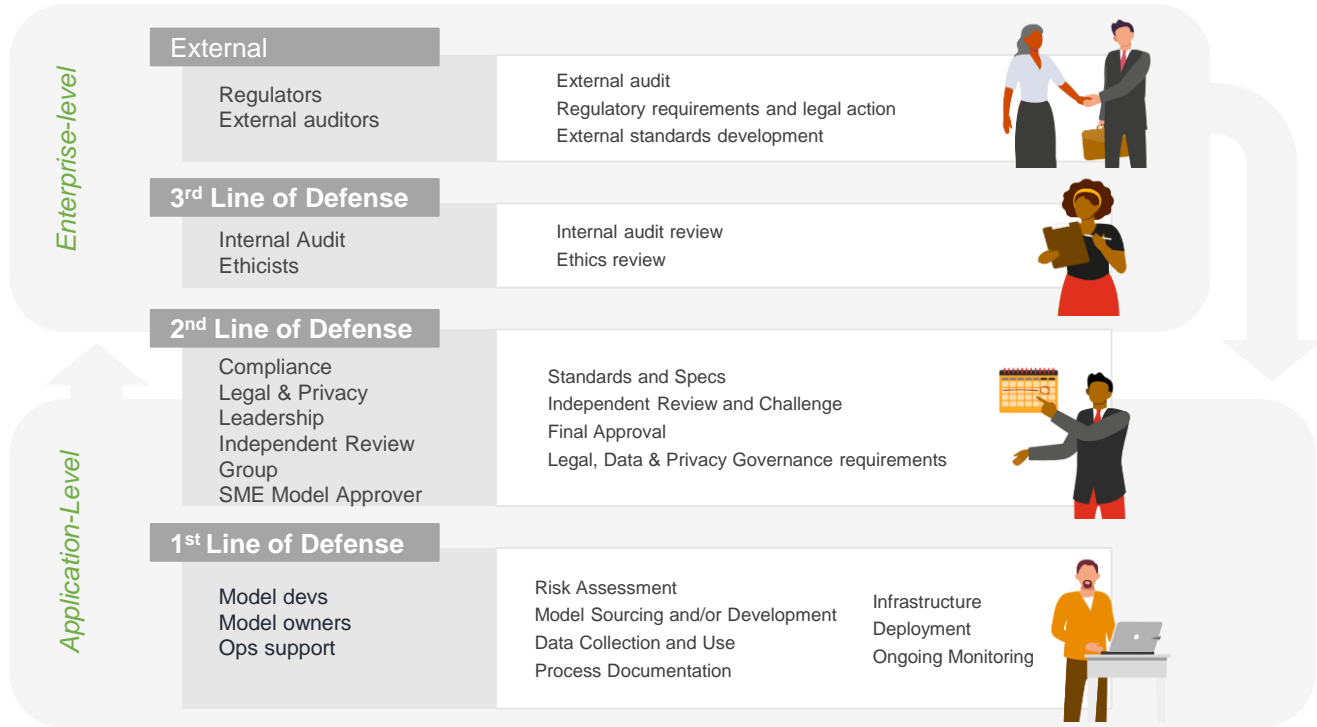 Enterprise-level
External
Regulators
External auditors
External audit
Regulatory requirements and legal action
External standards development
3rd Line of Defense
Internal Audit
Ethicists
Internal audit review
Ethics review
2nd Line of Defense
Compliance
Legal & Privacy
Leadership
Independent Review
Group
SME Model Approver
Standards and Specs
Independent Review and Challenge
Final Approval
Legal, Data & Privacy Governance requirements
Application-Level
1st Line of Defense
Model devs
Model owners
Ops support
Risk Assessment
Model Sourcing and/or Development
Data Collection and Use
Process Documentation
Infrastructure
Deployment
Ongoing Monitoring